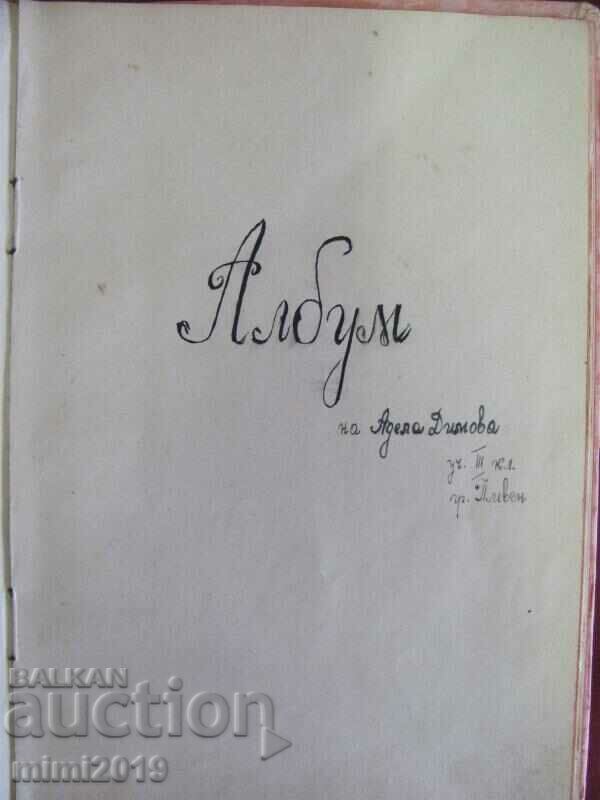 Албум
на Адела Димова
уч. III кл.
гр. Плевен
BALKAN
auction
mimi2019